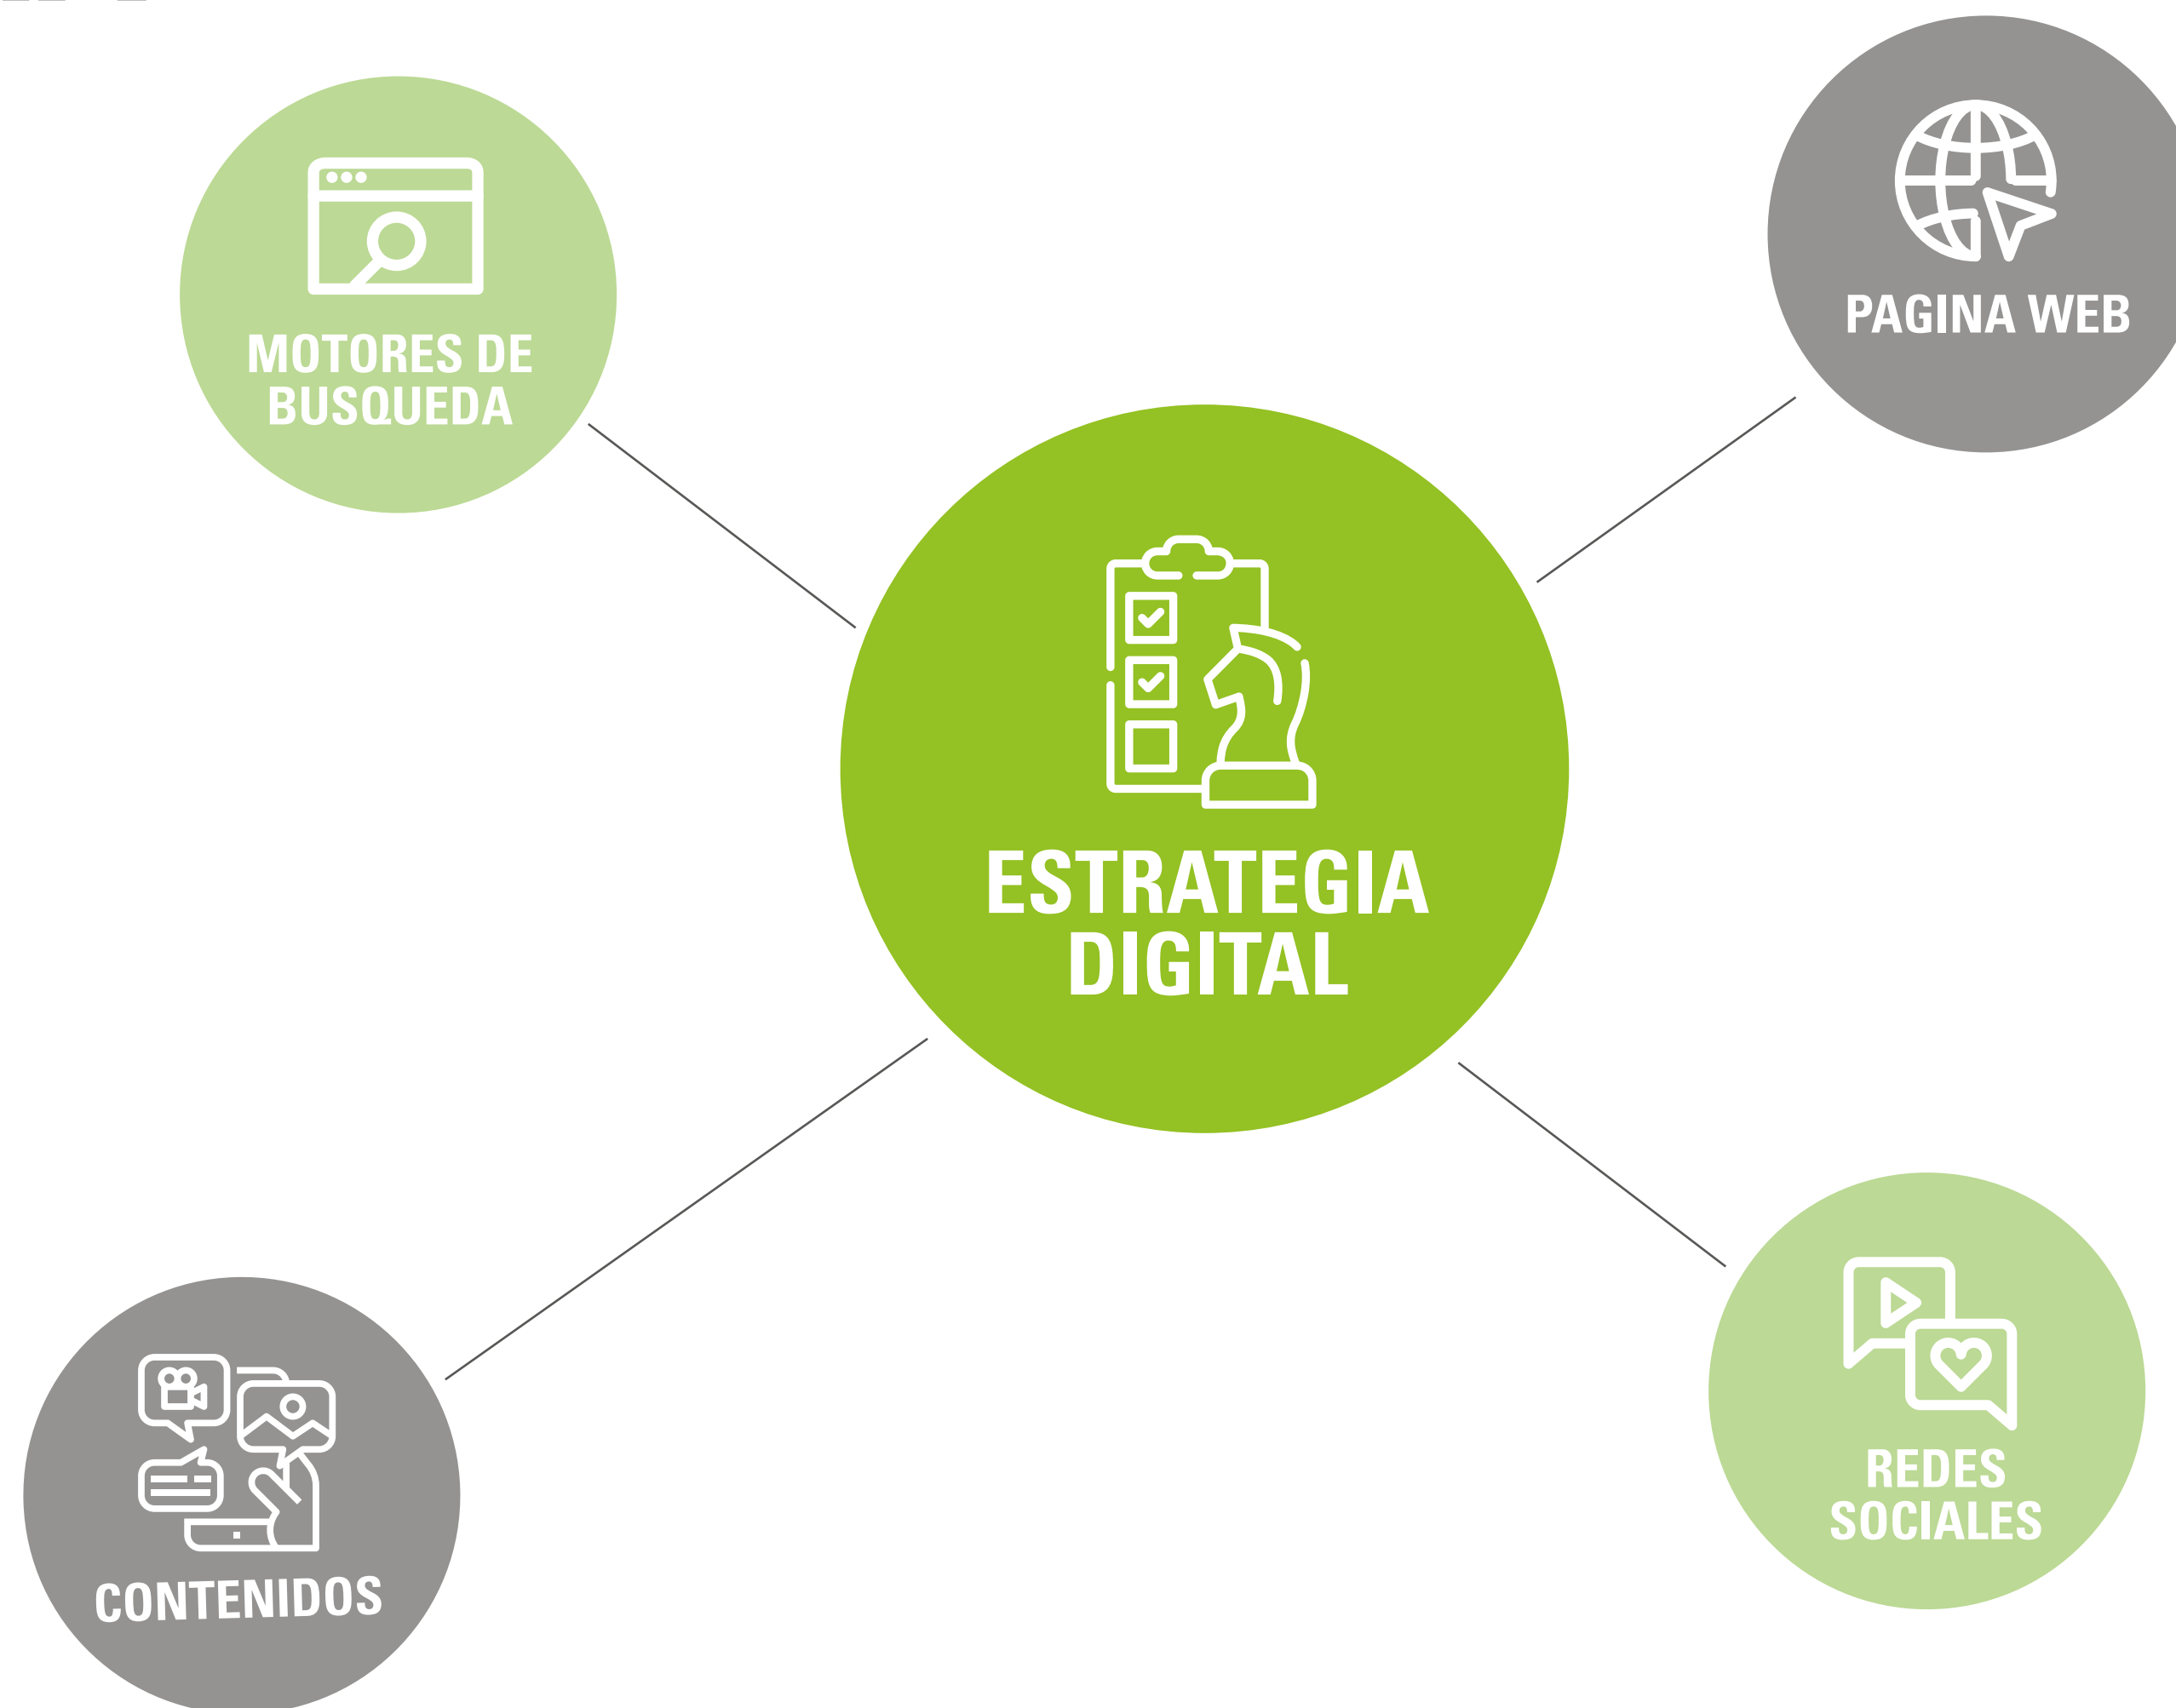 MOTORES DE
BUSQUEDA
PAGINA WEB
ESTRATEGIA
DIGITAL
CONTENIDOS
REDES
SOCIALES